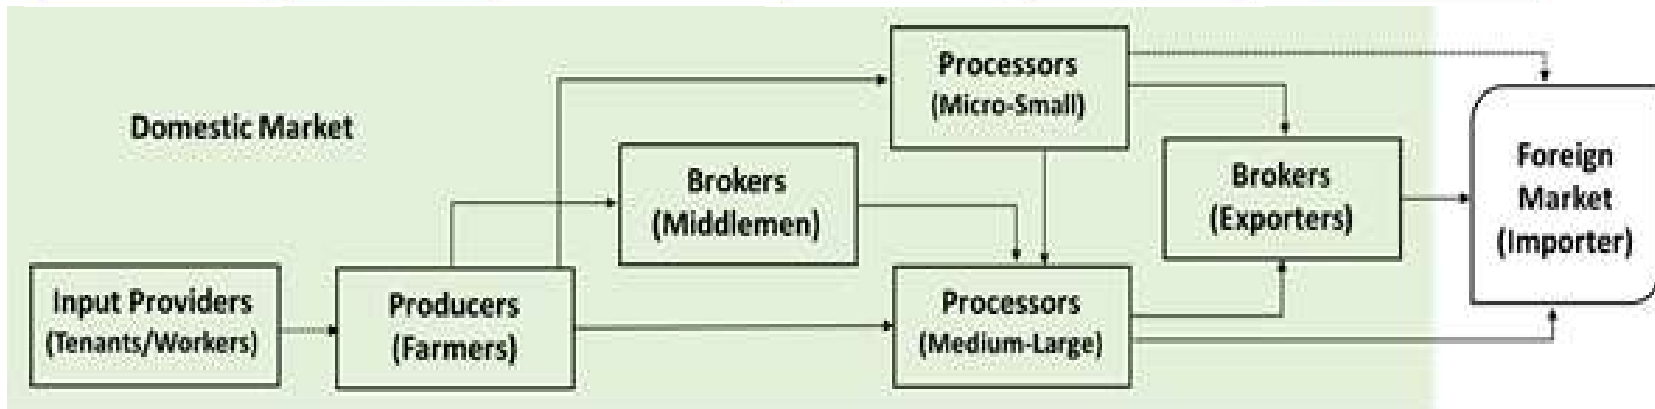 Domestic Market
Input Providers
(Tenants/Workers)
Producers
(Farmers)
Brokers
(Middlemen)
Processors
(Micro-Small)
Processors
(Medium-Large)
Brokers
(Exporters)
Foreign
Market
(Importer)